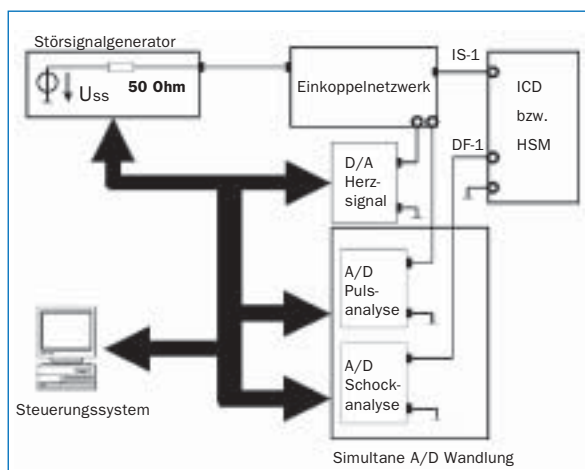 Störsignalgenerator
Uss
50 Ohm
Einkoppelnetzwerk
IS-1
ICD
bzw.
HSM
DF-1
D/A
Herz-
signal
A/D
Puls-
analyse
A/D
Schock-
analyse
Steuerungssystem
Simultane A/D Wandlung